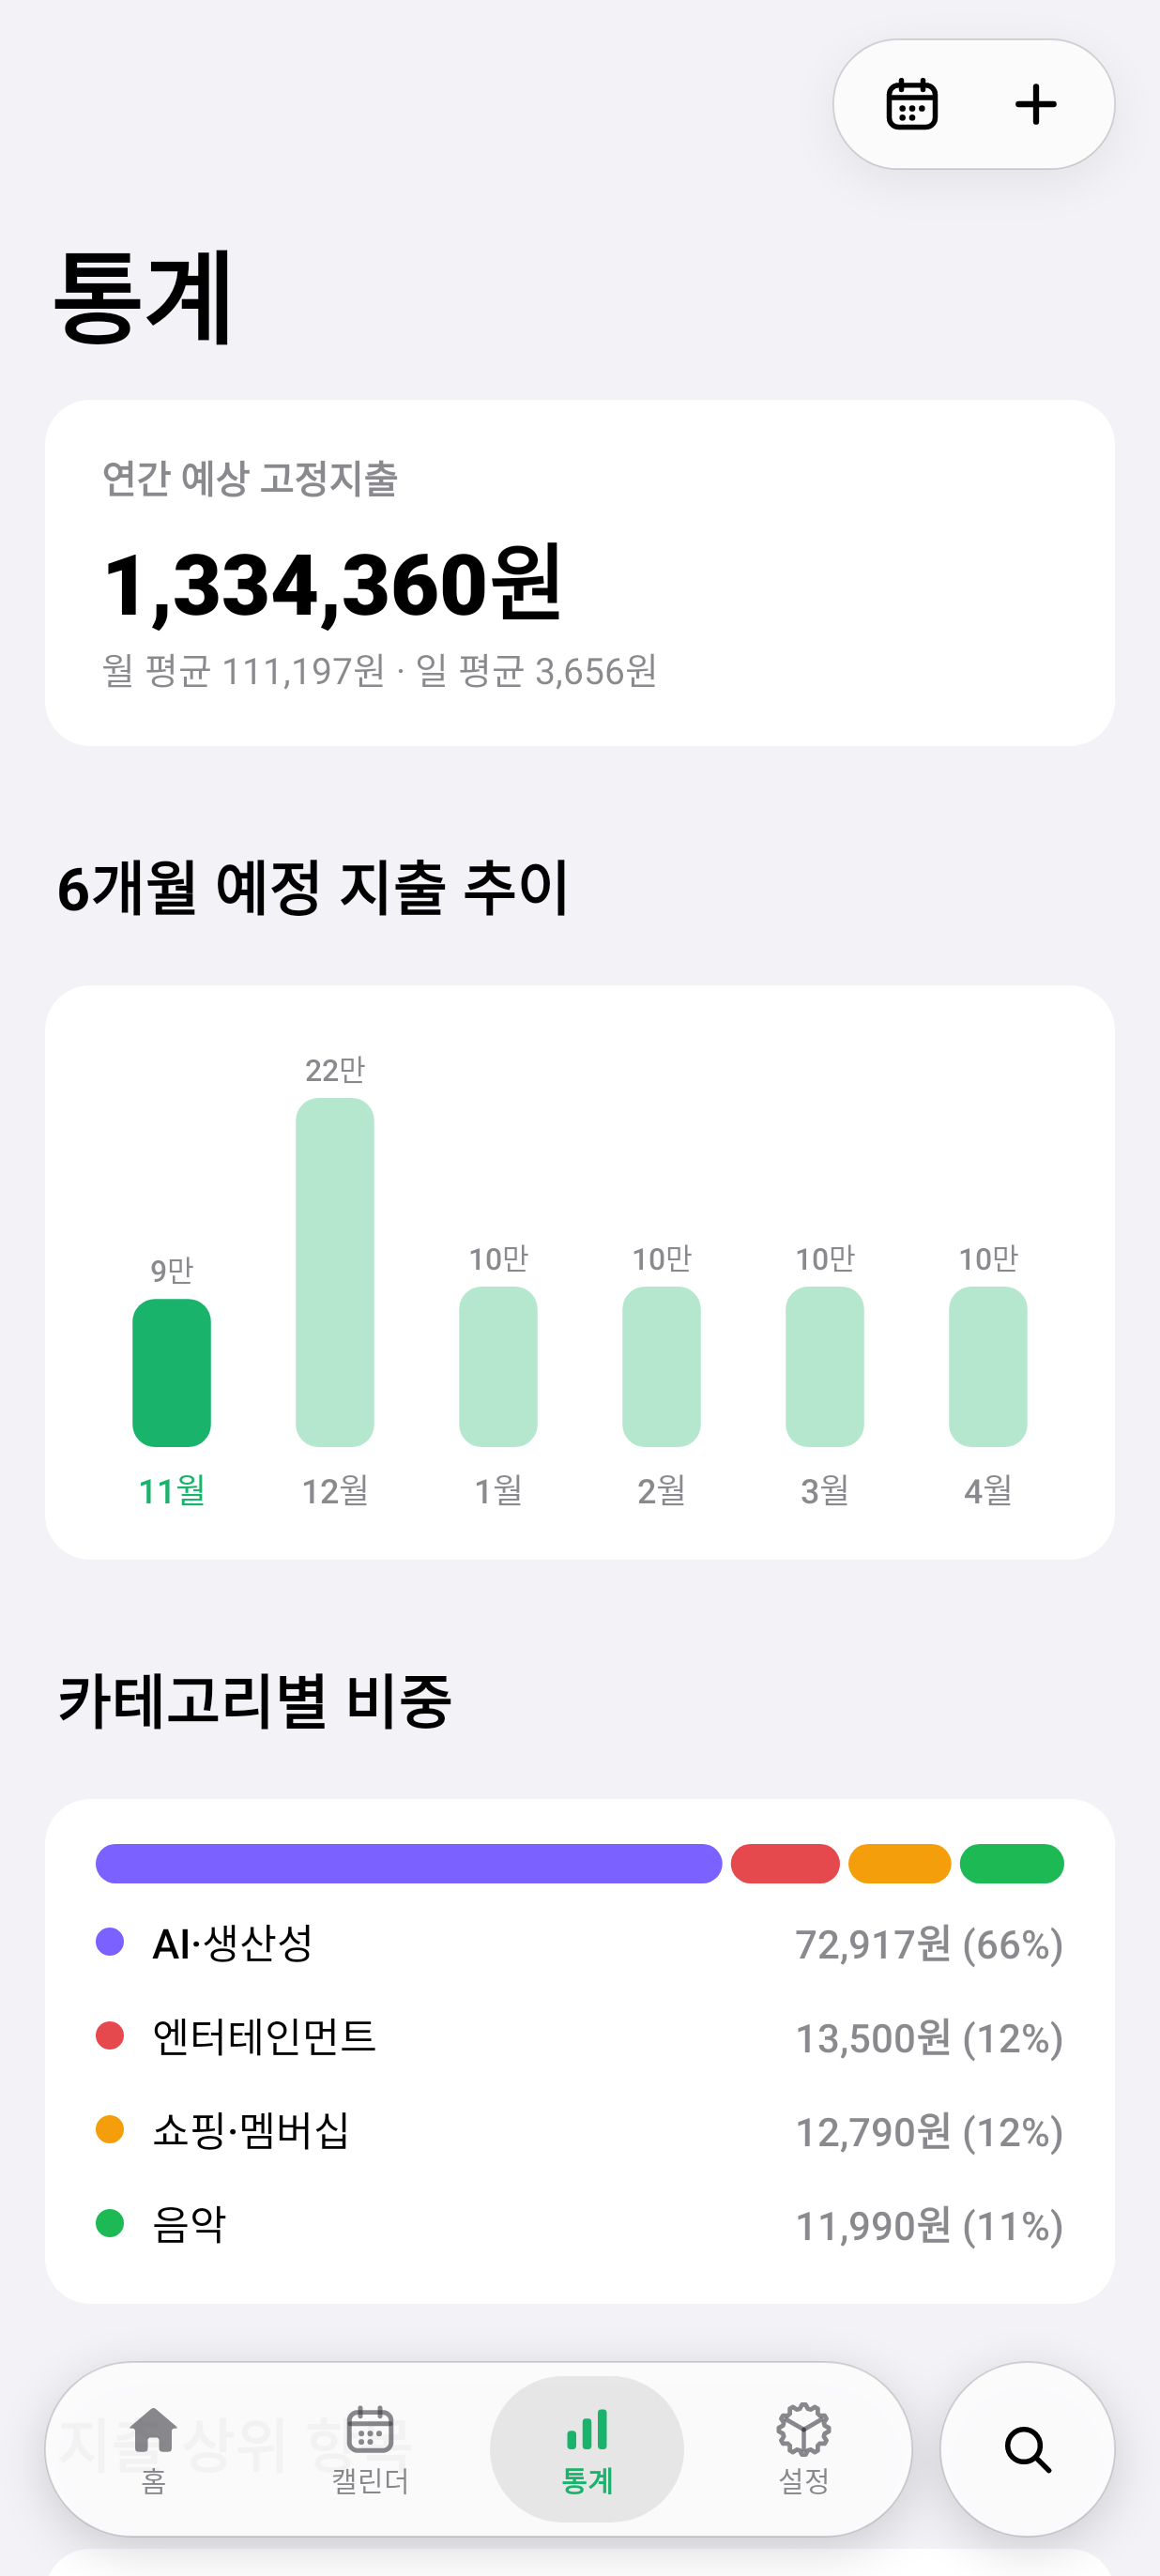 통계
연간 예상 고정지출
1,334,360원
월 평균 111,197원 · 일 평균 3,656원
6개월 예정 지출 추이
9만 22만 10만 10만 10만 10만
11월 12월 1월 2월 3월 4월
카테고리별 비중
AI·생산성 72,917원 (66%)
엔터테인먼트 13,500원 (12%)
쇼핑·멤버십 12,790원 (12%)
음악 11,990원 (11%)
지출 상위 항목
홈 캘린더 통계 설정